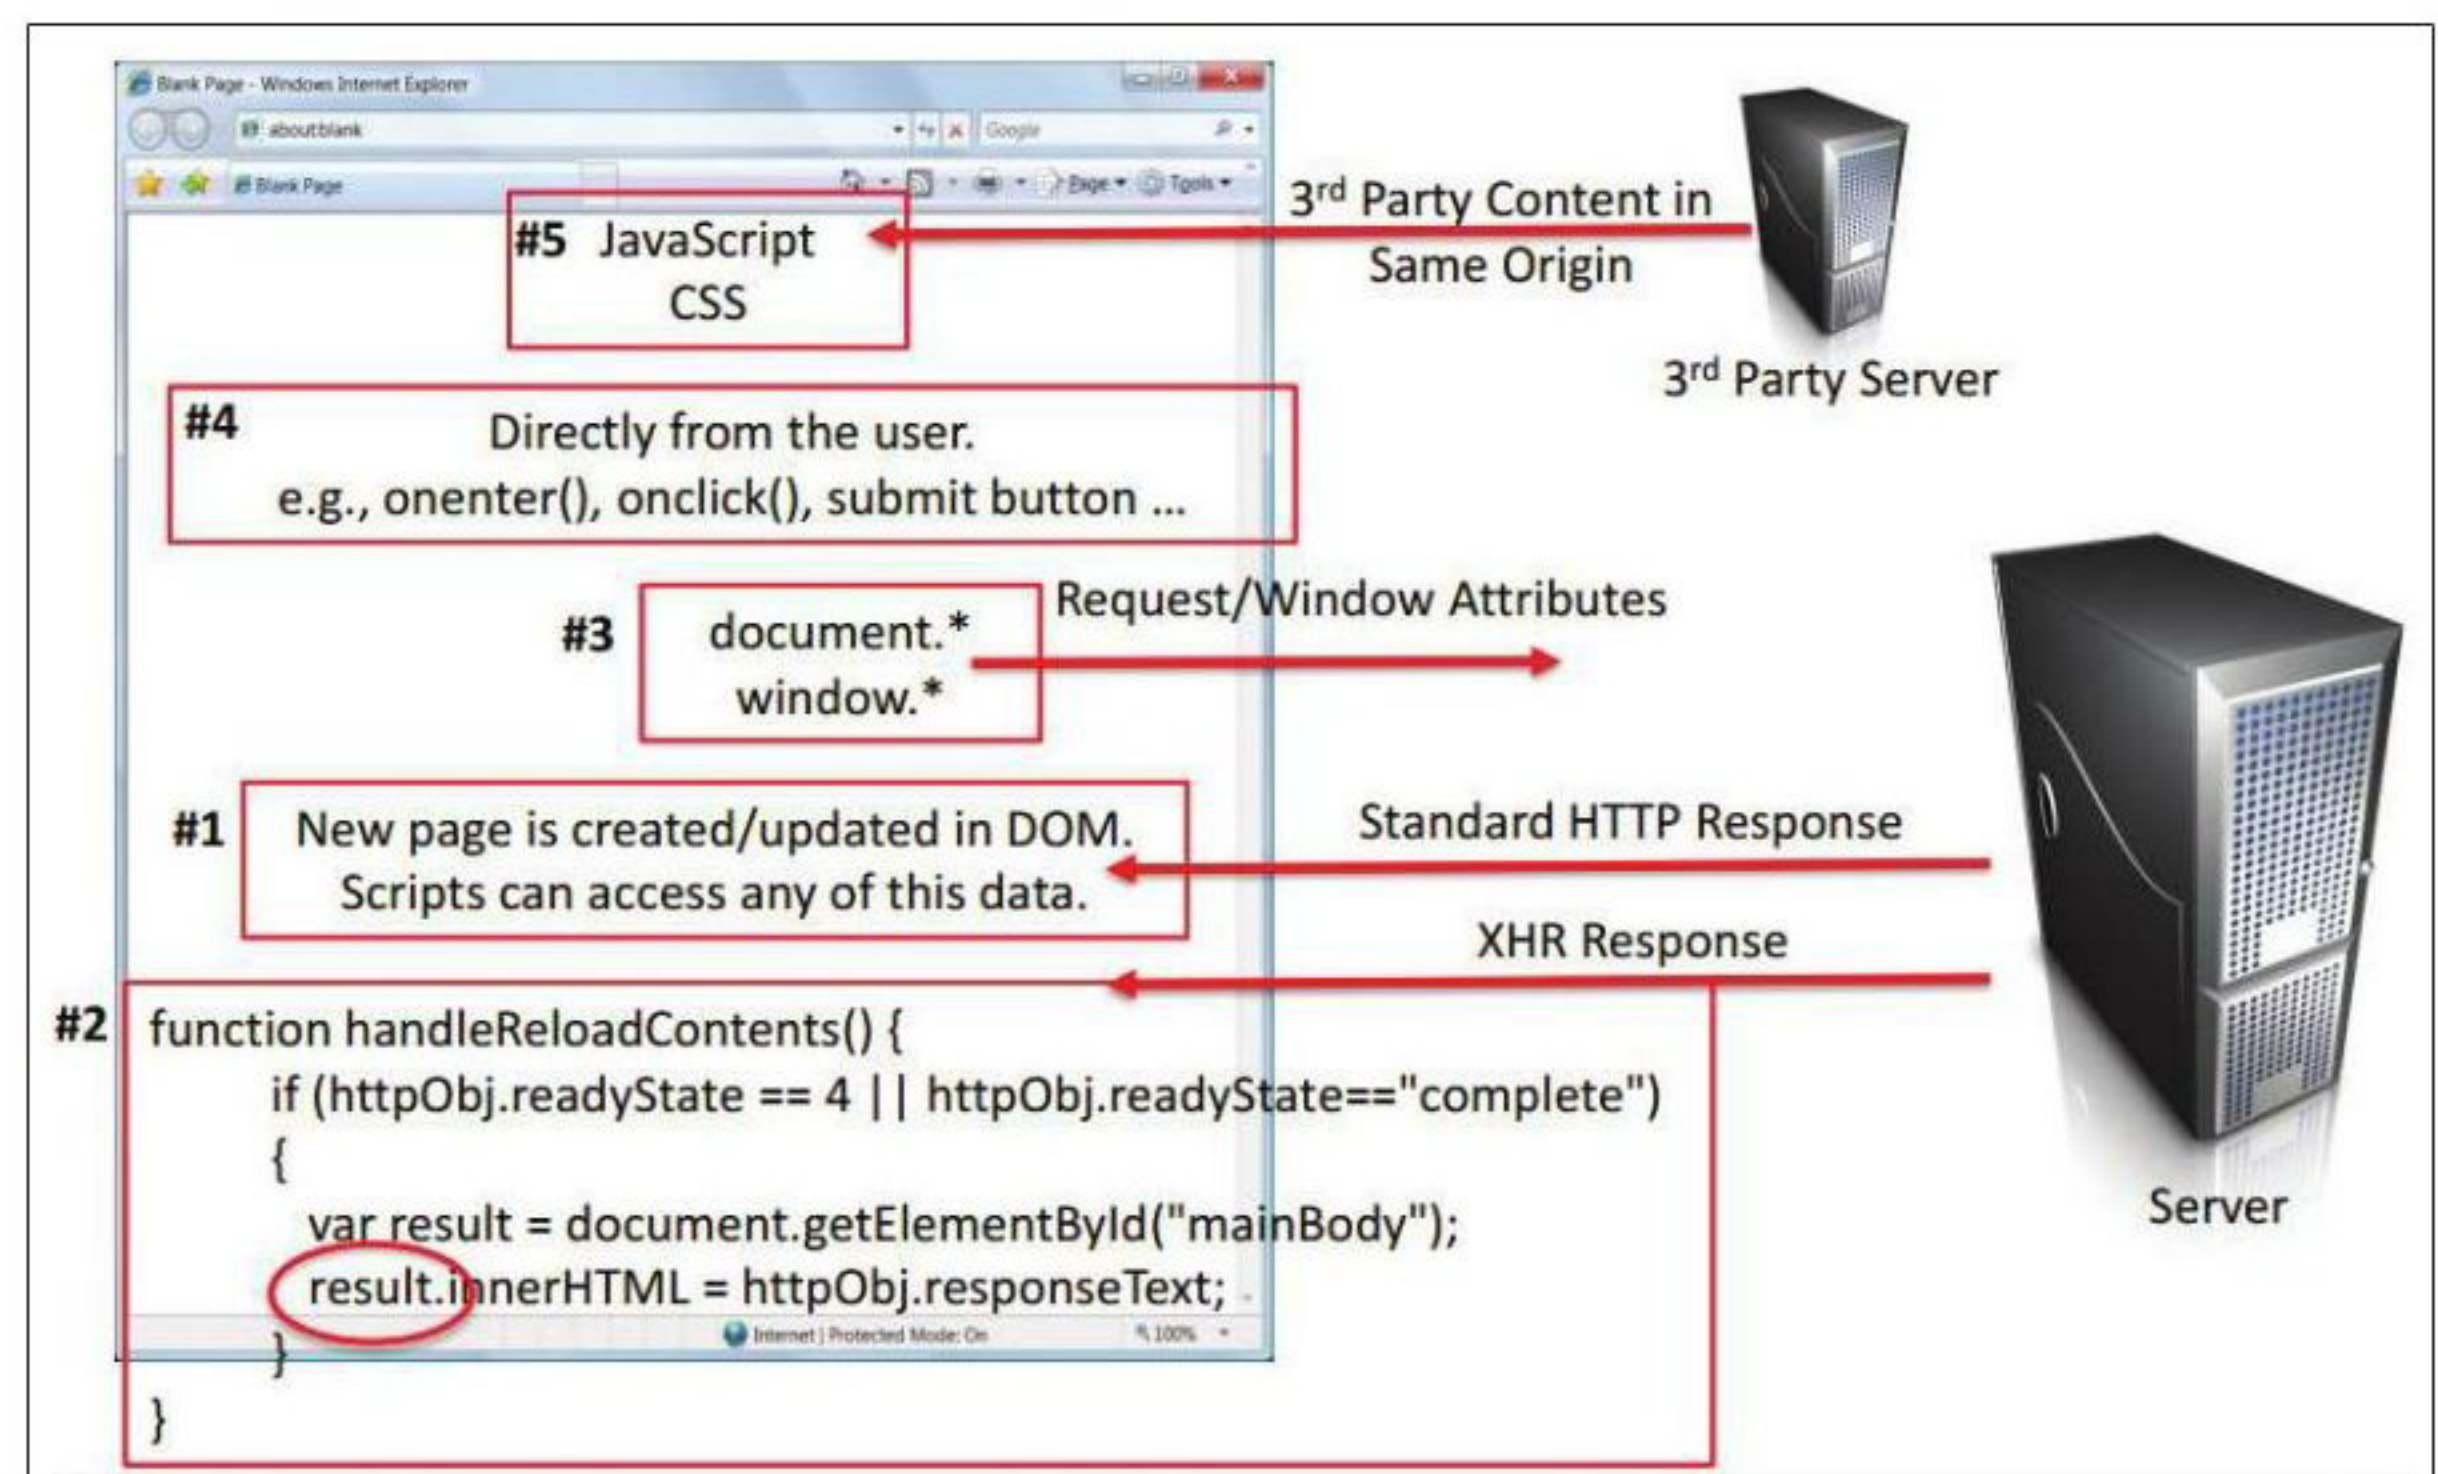 Blank Page - Windows Internet Explorer
about:blank
Google
Blank Page
Page
Tools
#5 JavaScript
CSS
3rd Party Content in
Same Origin
3rd Party Server
#4
Directly from the user.
e.g., onenter(), onclick(), submit button ...
#3
document.*
window.*
Request/Window Attributes
#1
New page is created/updated in DOM.
Scripts can access any of this data.
Standard HTTP Response
XHR Response
Server
#2
function handleReloadContents() {
if (httpObj.readyState == 4 || httpObj.readyState=="complete")
{
var result = document.getElementById("mainBody");
result.innerHTML = httpObj.responseText;
}
}
Internet | Protected Mode: On
100%